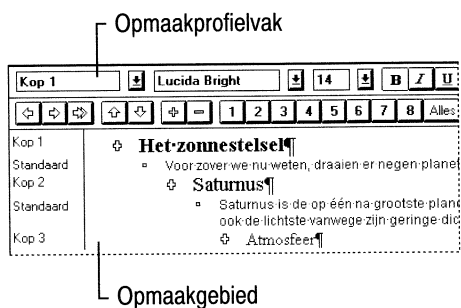 Opmaakprofielvak
Kop 1 Lucida Bright 14 B I U
1 2 3 4 5 6 7 8 Alles
Kop 1 Het·zonnestelsel¶
Standaard Voor·zover·we·nu·weten,·draaien·er·negen·planet
Kop 2 Saturnus¶
Standaard Saturnus·is·de·op·één·na·grootste·plane
ook·de·lichtste·vanwege·zijn·geringe·dic
Kop 3 Atmosfeer¶
Opmaakgebied